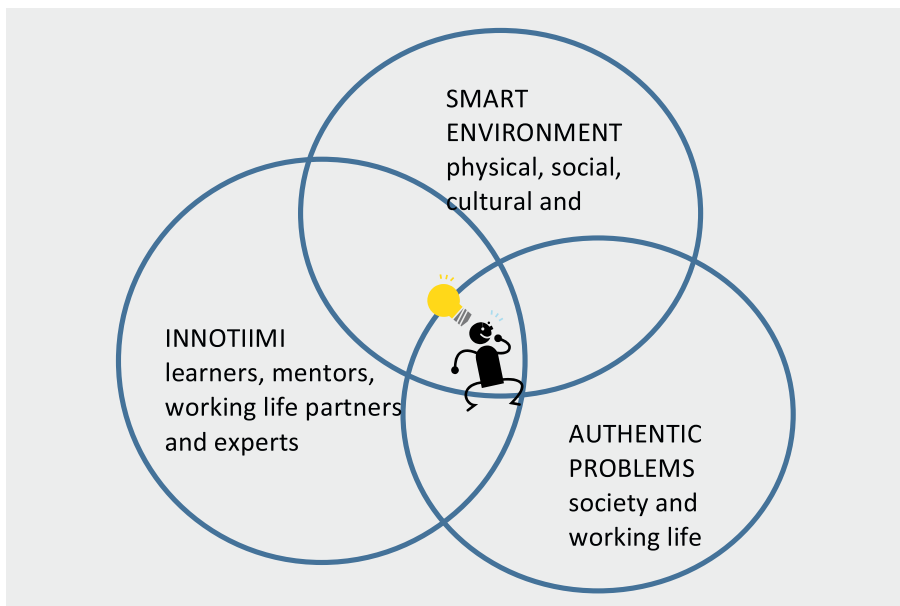 SMART
ENVIRONMENT
physical, social,
cultural and
INNOTIIMI
learners, mentors,
working life partners
and experts
AUTHENTIC
PROBLEMS
society and
working life